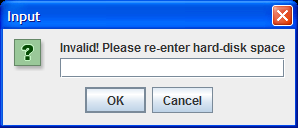 Input
Invalid! Please re-enter hard-disk space
OK Cancel